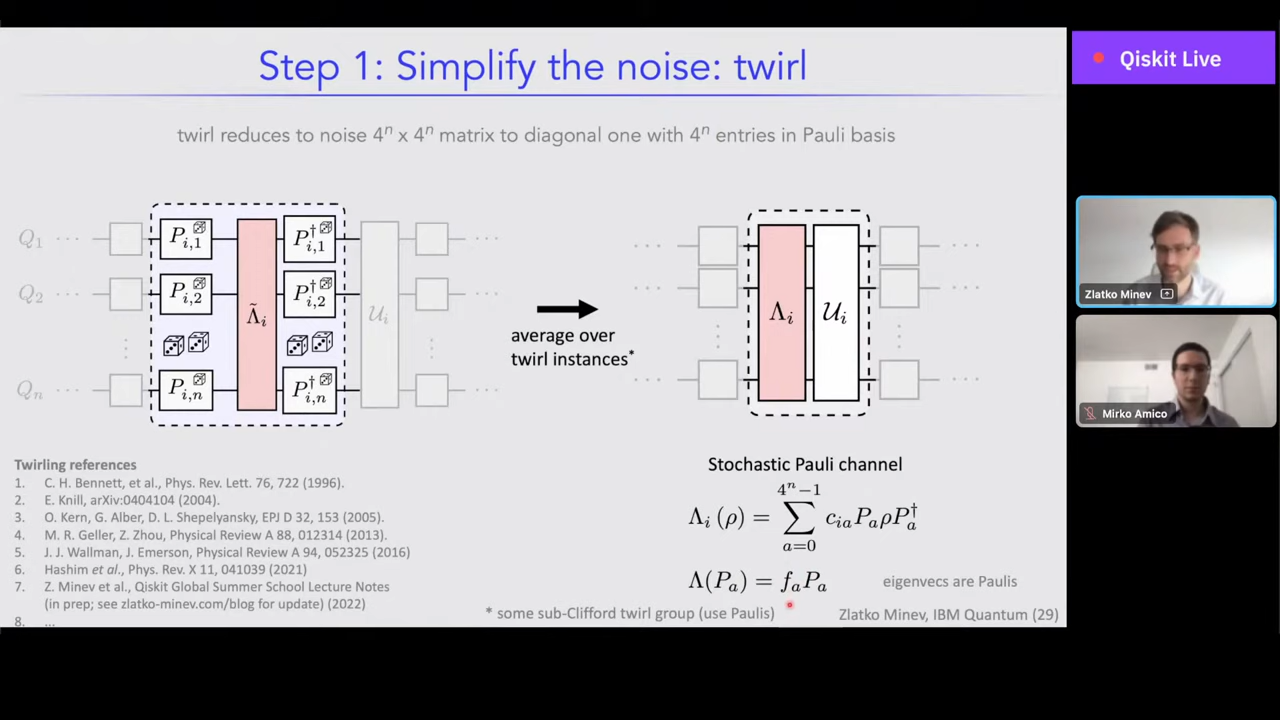 Step 1: Simplify the noise: twirl
twirl reduces to noise 4ⁿ x 4ⁿ matrix to diagonal one with 4ⁿ entries in Pauli basis
Q₁ ··· P_{i,1} P†_{i,1} ···
Q₂ ··· P_{i,2} P†_{i,2} ···
Λ̃ᵢ 𝒰ᵢ
Qₙ ··· P_{i,n} P†_{i,n} ···
average over
twirl instances*
Λᵢ 𝒰ᵢ
Twirling references
1. C. H. Bennett, et al., Phys. Rev. Lett. 76, 722 (1996).
2. E. Knill, arXiv:0404104 (2004).
3. O. Kern, G. Alber, D. L. Shepelyansky, EPJ D 32, 153 (2005).
4. M. R. Geller, Z. Zhou, Physical Review A 88, 012314 (2013).
5. J. J. Wallman, J. Emerson, Physical Review A 94, 052325 (2016)
6. Hashim et al., Phys. Rev. X 11, 041039 (2021)
7. Z. Minev et al., Qiskit Global Summer School Lecture Notes
(in prep; see zlatko-minev.com/blog for update) (2022)
8. ...
Stochastic Pauli channel
Λᵢ (ρ) = ∑_{a=0}^{4ⁿ−1} c_{ia} P_a ρ P_a†
Λ(P_a) = f_a P_a
eigenvecs are Paulis
* some sub-Clifford twirl group (use Paulis)
Zlatko Minev, IBM Quantum (29)
Qiskit Live
Zlatko Minev
Mirko Amico